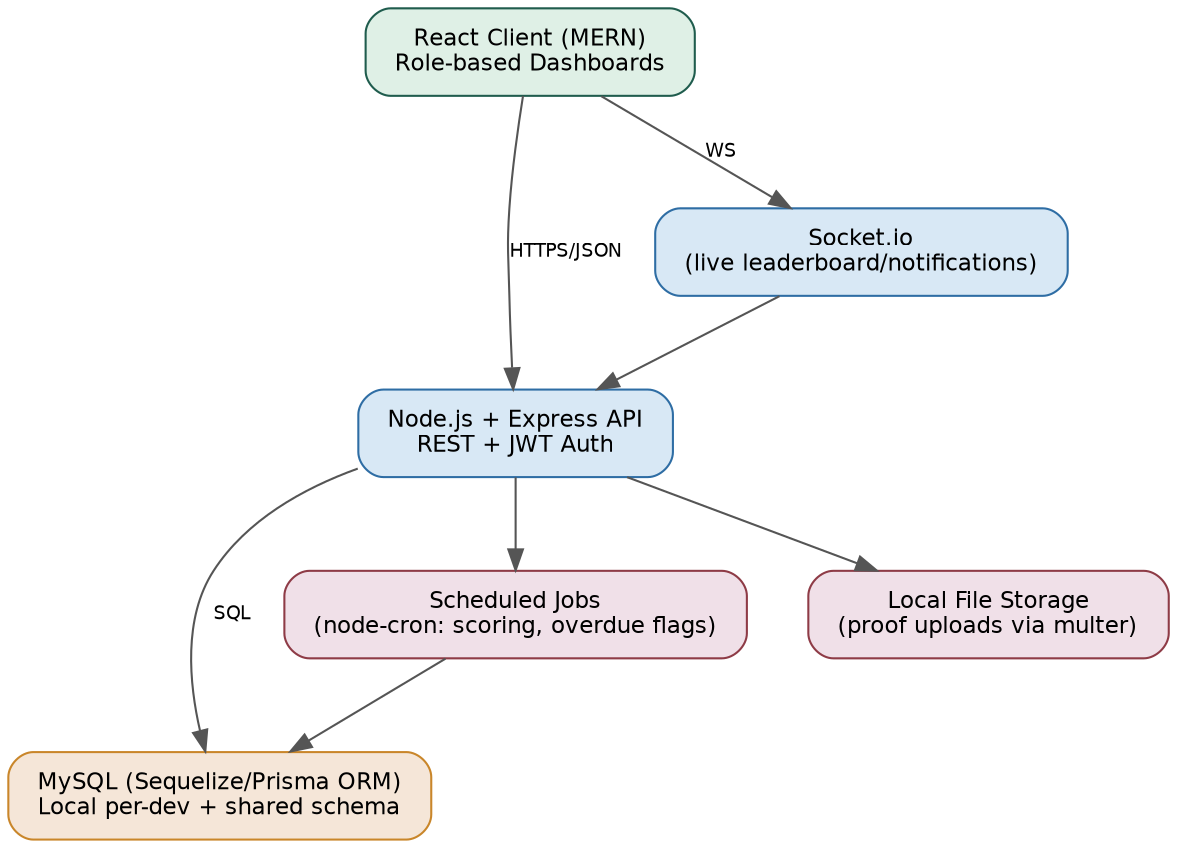 React Client (MERN)
Role-based Dashboards
WS
Socket.io
(live leaderboard/notifications)
HTTPS/JSON
Node.js + Express API
REST + JWT Auth
SQL
Scheduled Jobs
(node-cron: scoring, overdue flags)
Local File Storage
(proof uploads via multer)
MySQL (Sequelize/Prisma ORM)
Local per-dev + shared schema